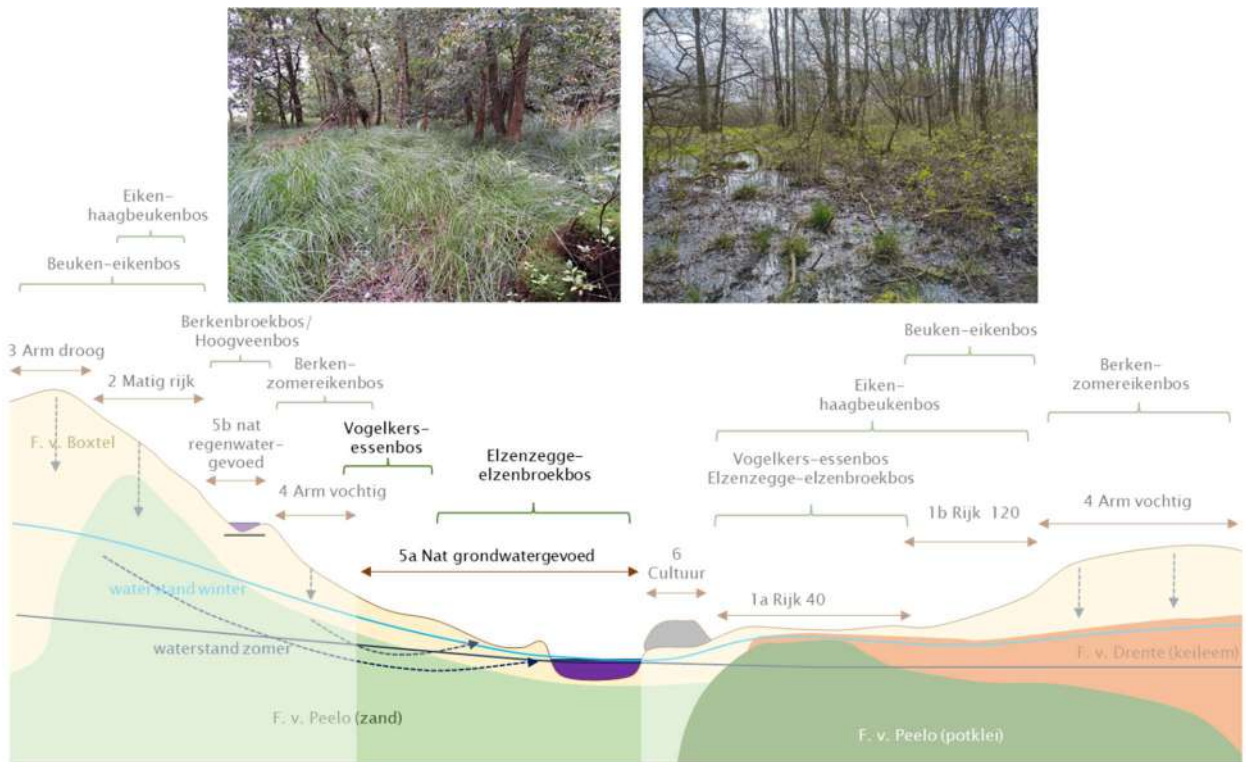 Eiken-
haagbeukenbos
Beuken-eikenbos
Berkenbroekbos/
Hoogveenbos
Beuken-eikenbos
3 Arm droog
Berken-
zomereikenbos
Berken-
zomereikenbos
2 Matig rijk
Eiken-
haagbeukenbos
5b nat
regenwater-
gevoed
F. v. Boxtel
Vogelkers-
essenbos
Elzenzegge-
elzenbroekbos
Vogelkers-essenbos
Elzenzegge-elzenbroekbos
4 Arm vochtig
1b Rijk 120
4 Arm vochtig
5a Nat grondwatergevoed
6
Cultuur
waterstand winter
1a Rijk 40
waterstand zomer
F. v. Drente (keileem)
F. v. Peelo (zand)
F. v. Peelo (potklei)